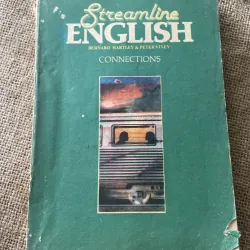 Streamline
ENGLISH
BERNARD HARTLEY & PETER VINEY
CONNECTIONS